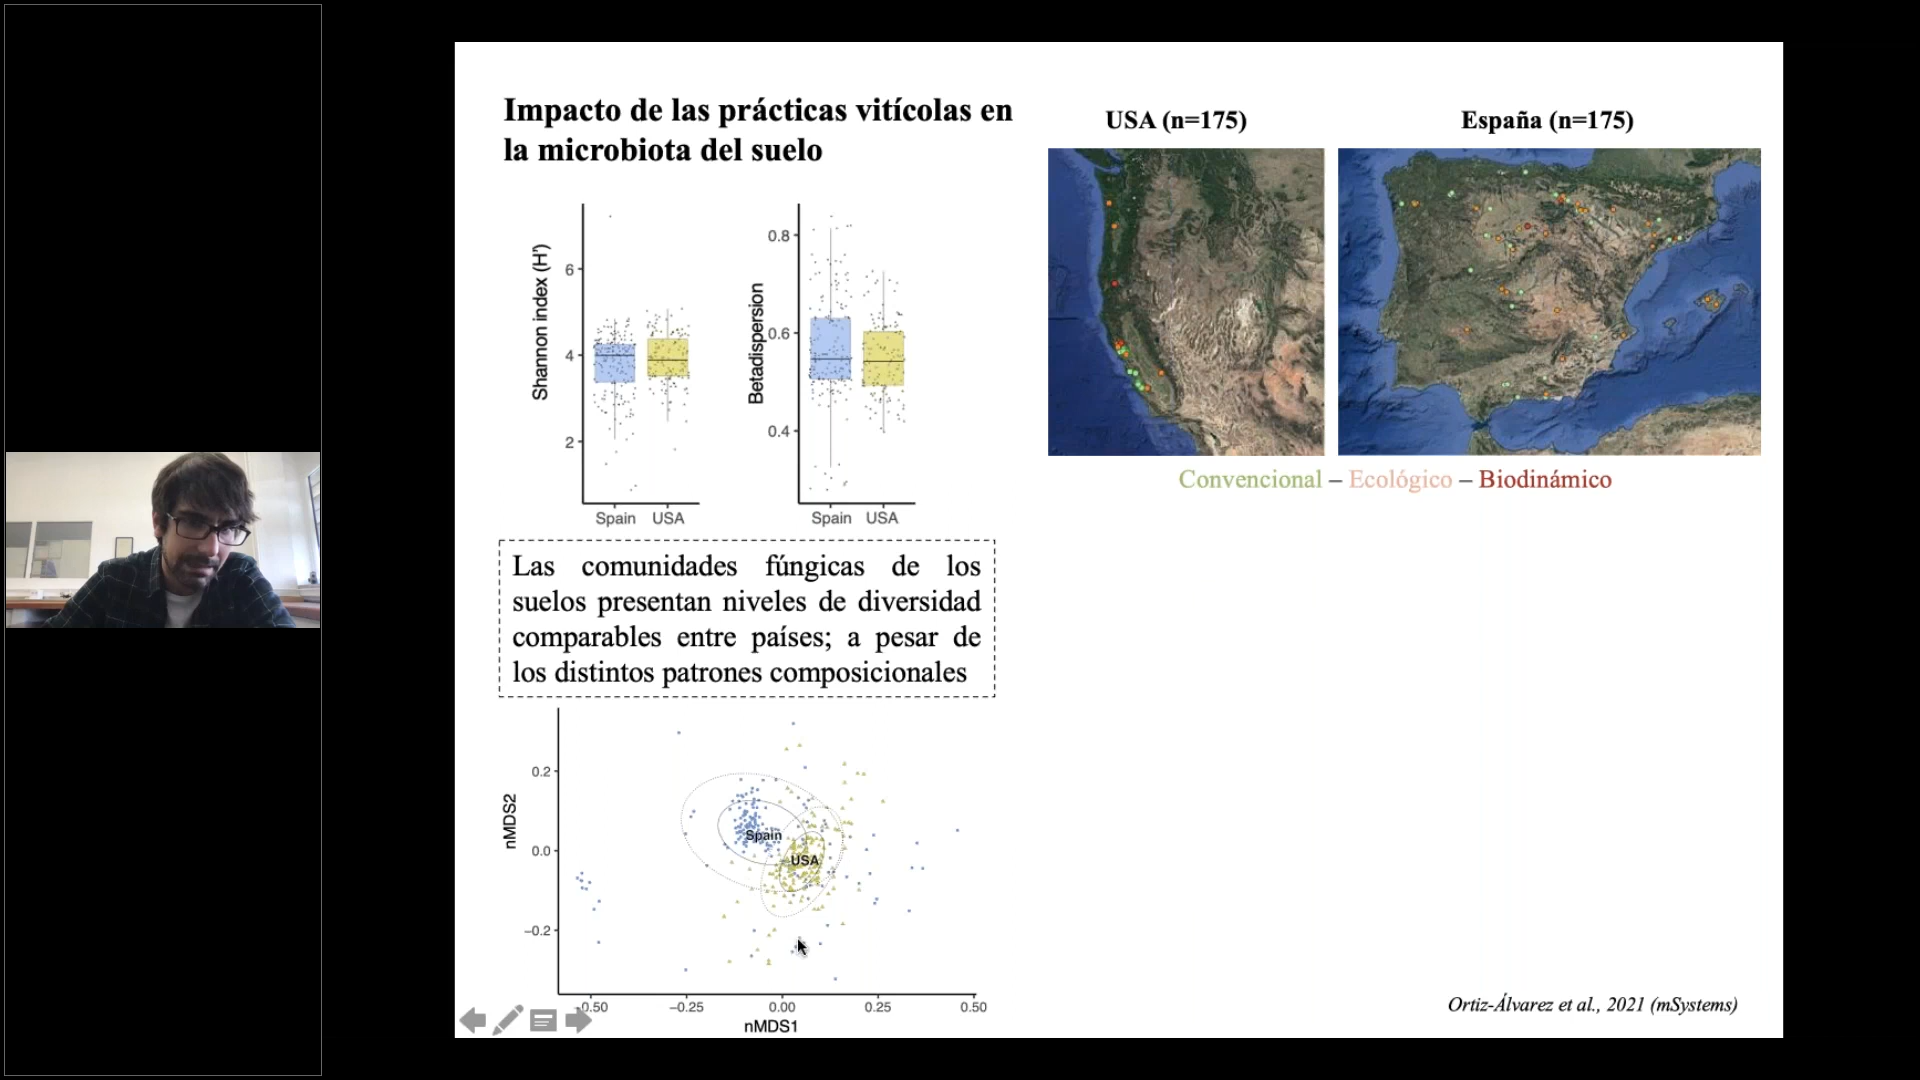 Impacto de las prácticas vitícolas en
la microbiota del suelo
USA (n=175)
España (n=175)
Convencional – Ecológico – Biodinámico
Shannon index (H')
6
4
2
Spain
USA
Betadispersion
0.8
0.6
0.4
Spain
USA
Las comunidades fúngicas de los
suelos presentan niveles de diversidad
comparables entre países; a pesar de
los distintos patrones composicionales
nMDS2
0.2
0.0
−0.2
Spain
USA
−0.50
−0.25
0.00
0.25
0.50
nMDS1
Ortiz-Álvarez et al., 2021 (mSystems)